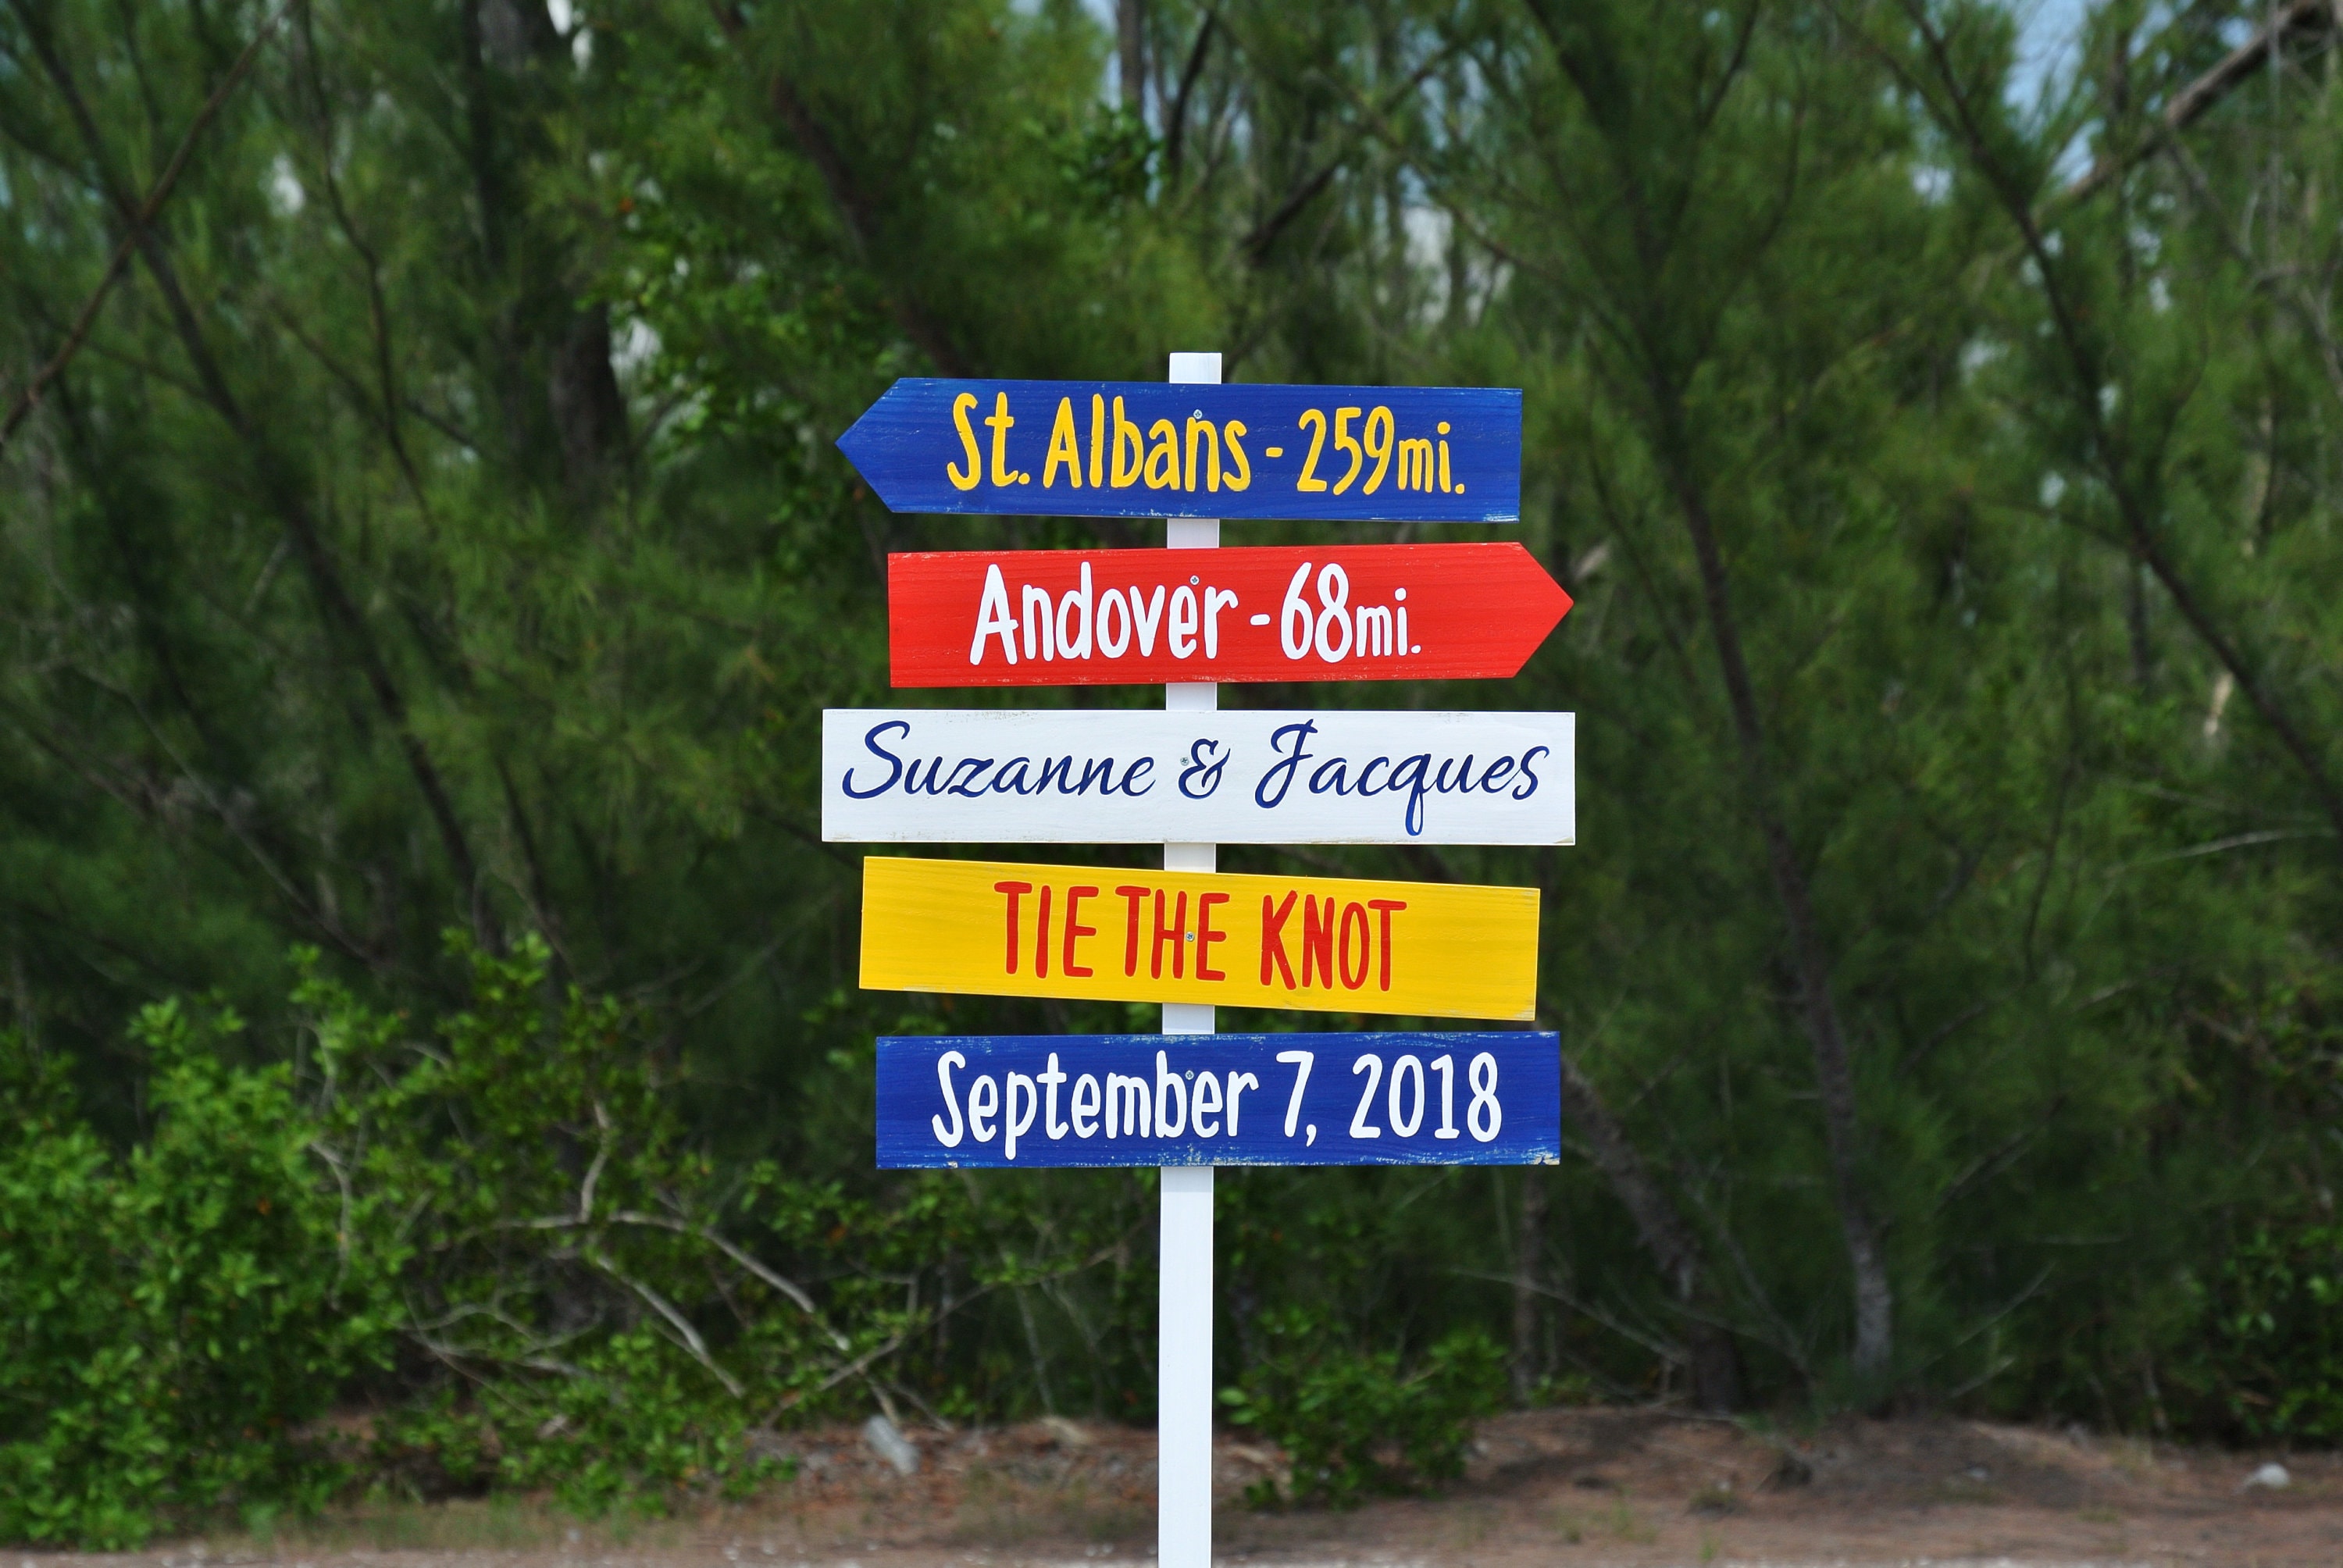 St. Albans - 259mi.
Andover - 68mi.
Suzanne & Jacques
TIE THE KNOT
September 7, 2018